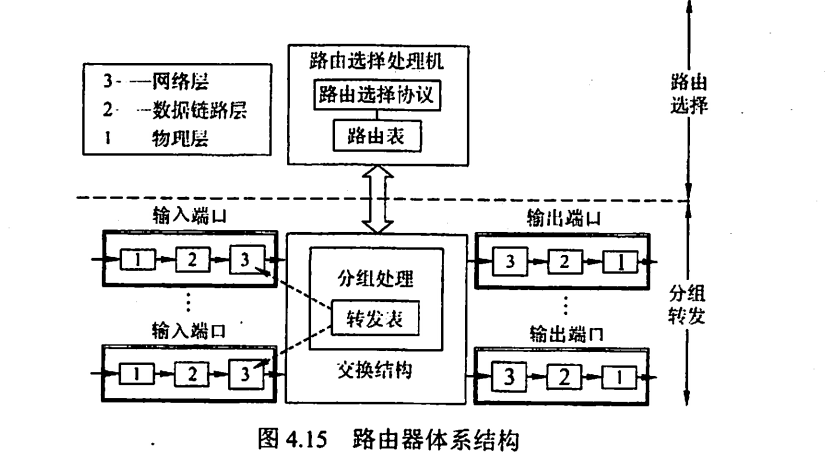 路由选择处理机
路由选择协议
路由表
3——网络层
2——数据链路层
1 物理层
路由
选择
输入端口
1 2 3
⋮
输入端口
1 2 3
分组处理
转发表
交换结构
输出端口
3 2 1
⋮
输出端口
3 2 1
分组
转发
图 4.15 路由器体系结构